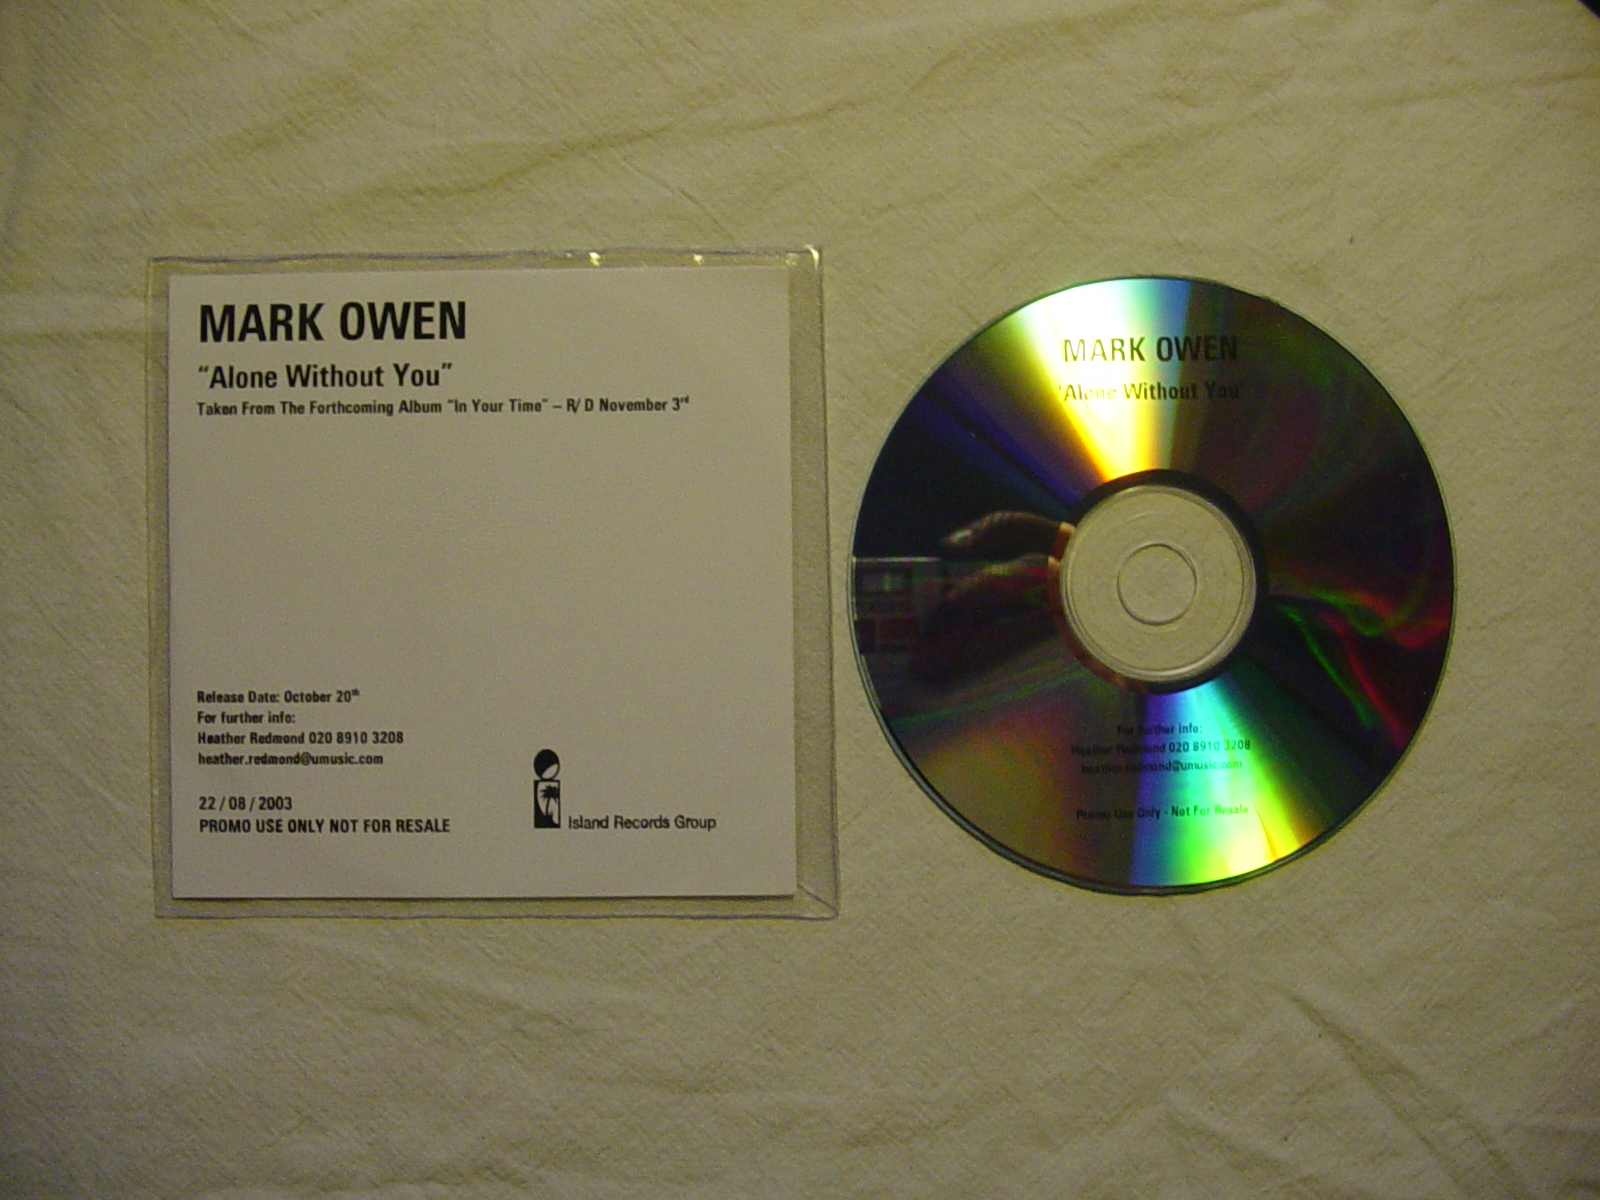 MARK OWEN
“Alone Without You”
Taken From The Forthcoming Album "In Your Time" – R/ D November 3rd
Release Date: October 20th
For further info:
Heather Redmond 020 8910 3208
heather.redmond@umusic.com
22 / 08 / 2003
PROMO USE ONLY NOT FOR RESALE
Island Records Group
MARK OWEN
'Alone Without You'
For further info:
Heather Redmond 020 8910 3208
heather.redmond@umusic.com
Promo Use Only - Not For Resale